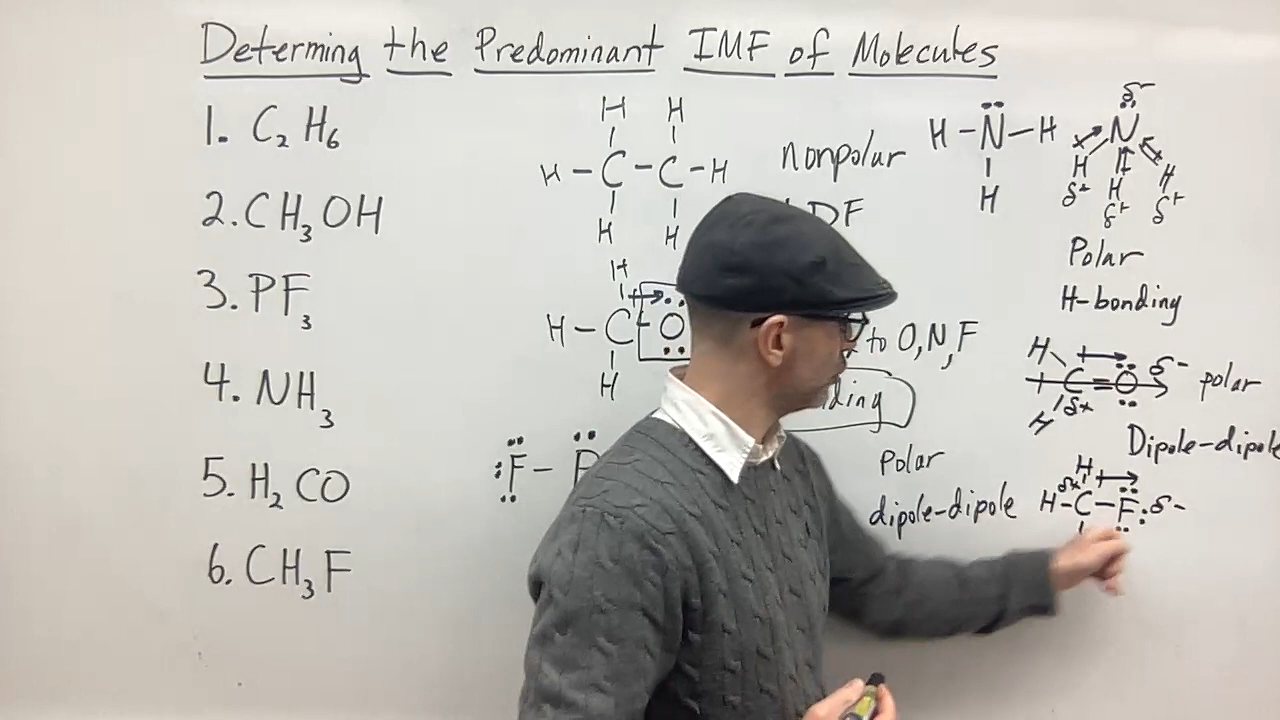 Determing the Predominant IMF of Molecules
1. C₂H₆
2. CH₃OH
3. PF₃
4. NH₃
5. H₂CO
6. CH₃F
H H
H – C – C – H
H H
nonpolar
LDF
H
H – C – O
H
to O, N, F
F – P
Polar
dipole-dipole
H – N – H
H
δ-
N
H H H
δ+ δ+ δ+
Polar
H-bonding
H
C = O δ- polar
H δ+
Dipole-dipole
H
δ+
H – C – F δ-